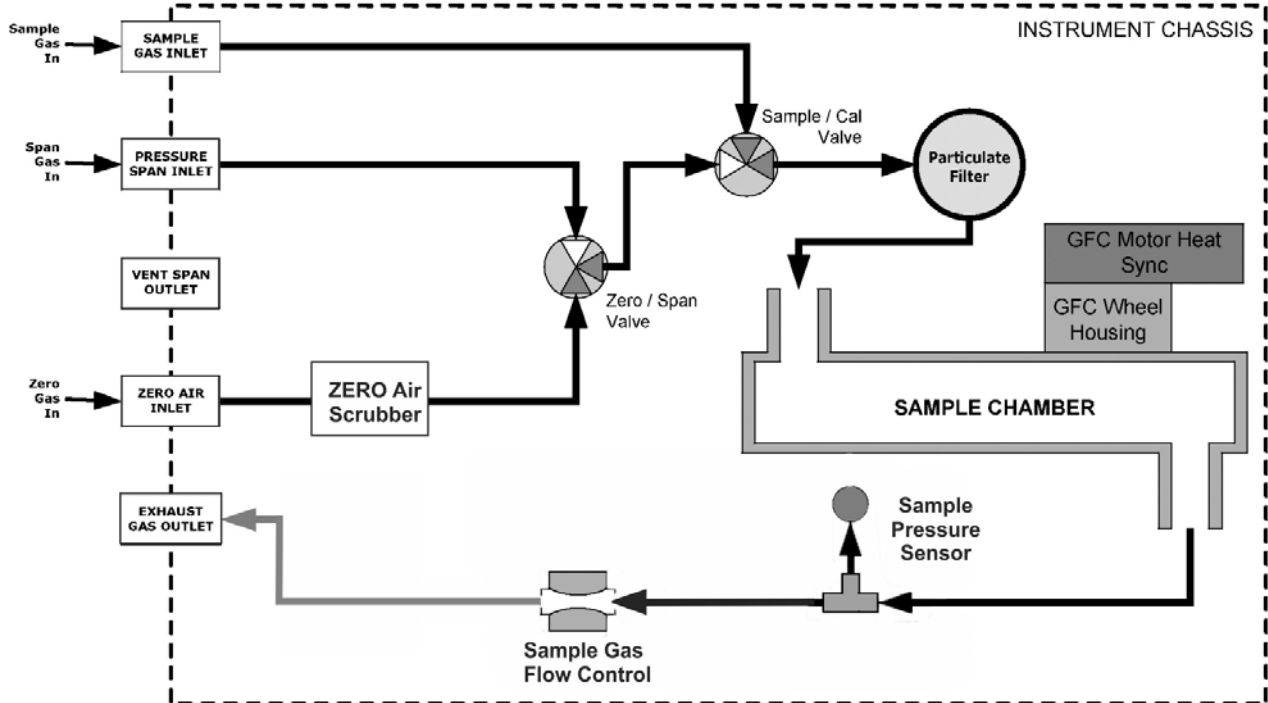 INSTRUMENT CHASSIS
Sample
Gas
In
SAMPLE
GAS INLET
Sample / Cal
Valve
Span
Gas
In
PRESSURE
SPAN INLET
Particulate
Filter
GFC Motor Heat
Sync
VENT SPAN
OUTLET
Zero / Span
Valve
GFC Wheel
Housing
Zero
Gas
In
ZERO AIR
INLET
ZERO Air
Scrubber
SAMPLE CHAMBER
EXHAUST
GAS OUTLET
Sample
Pressure
Sensor
Sample Gas
Flow Control